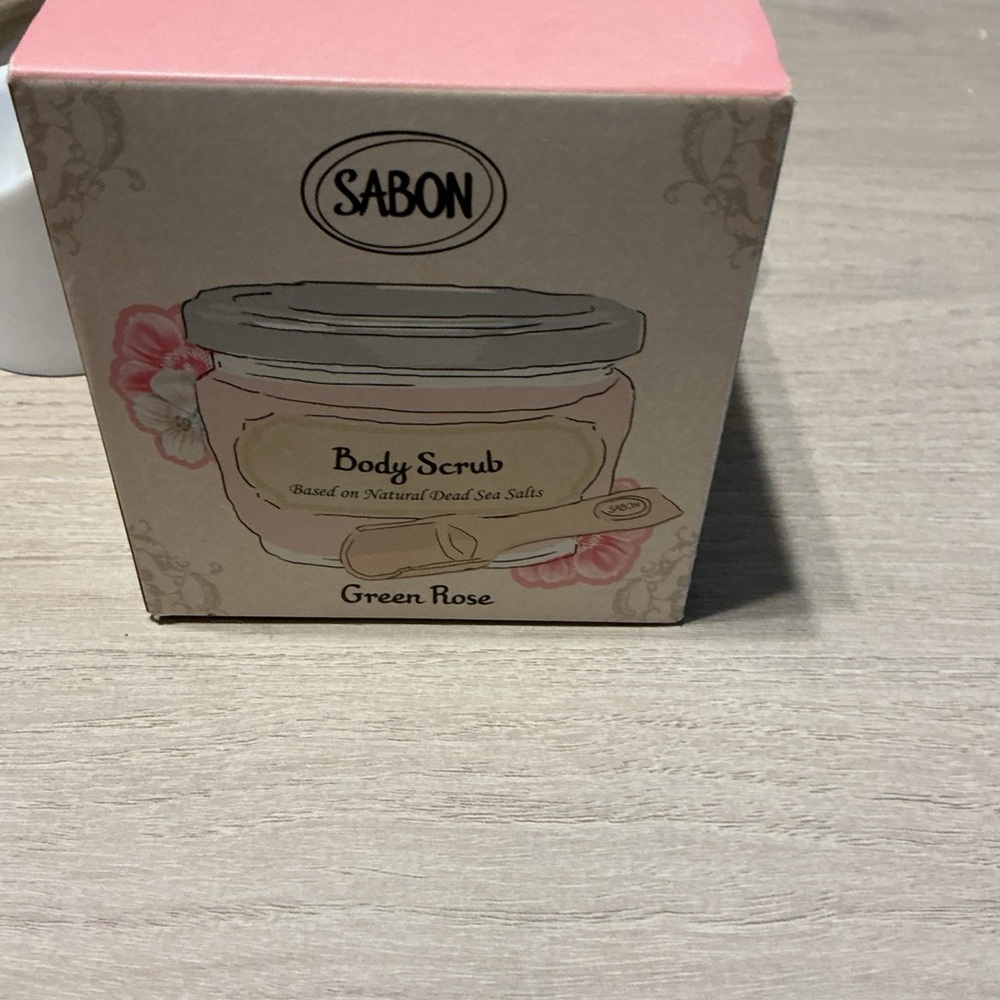 SABON
Body Scrub
Based on Natural Dead Sea Salts
SABON
Green Rose